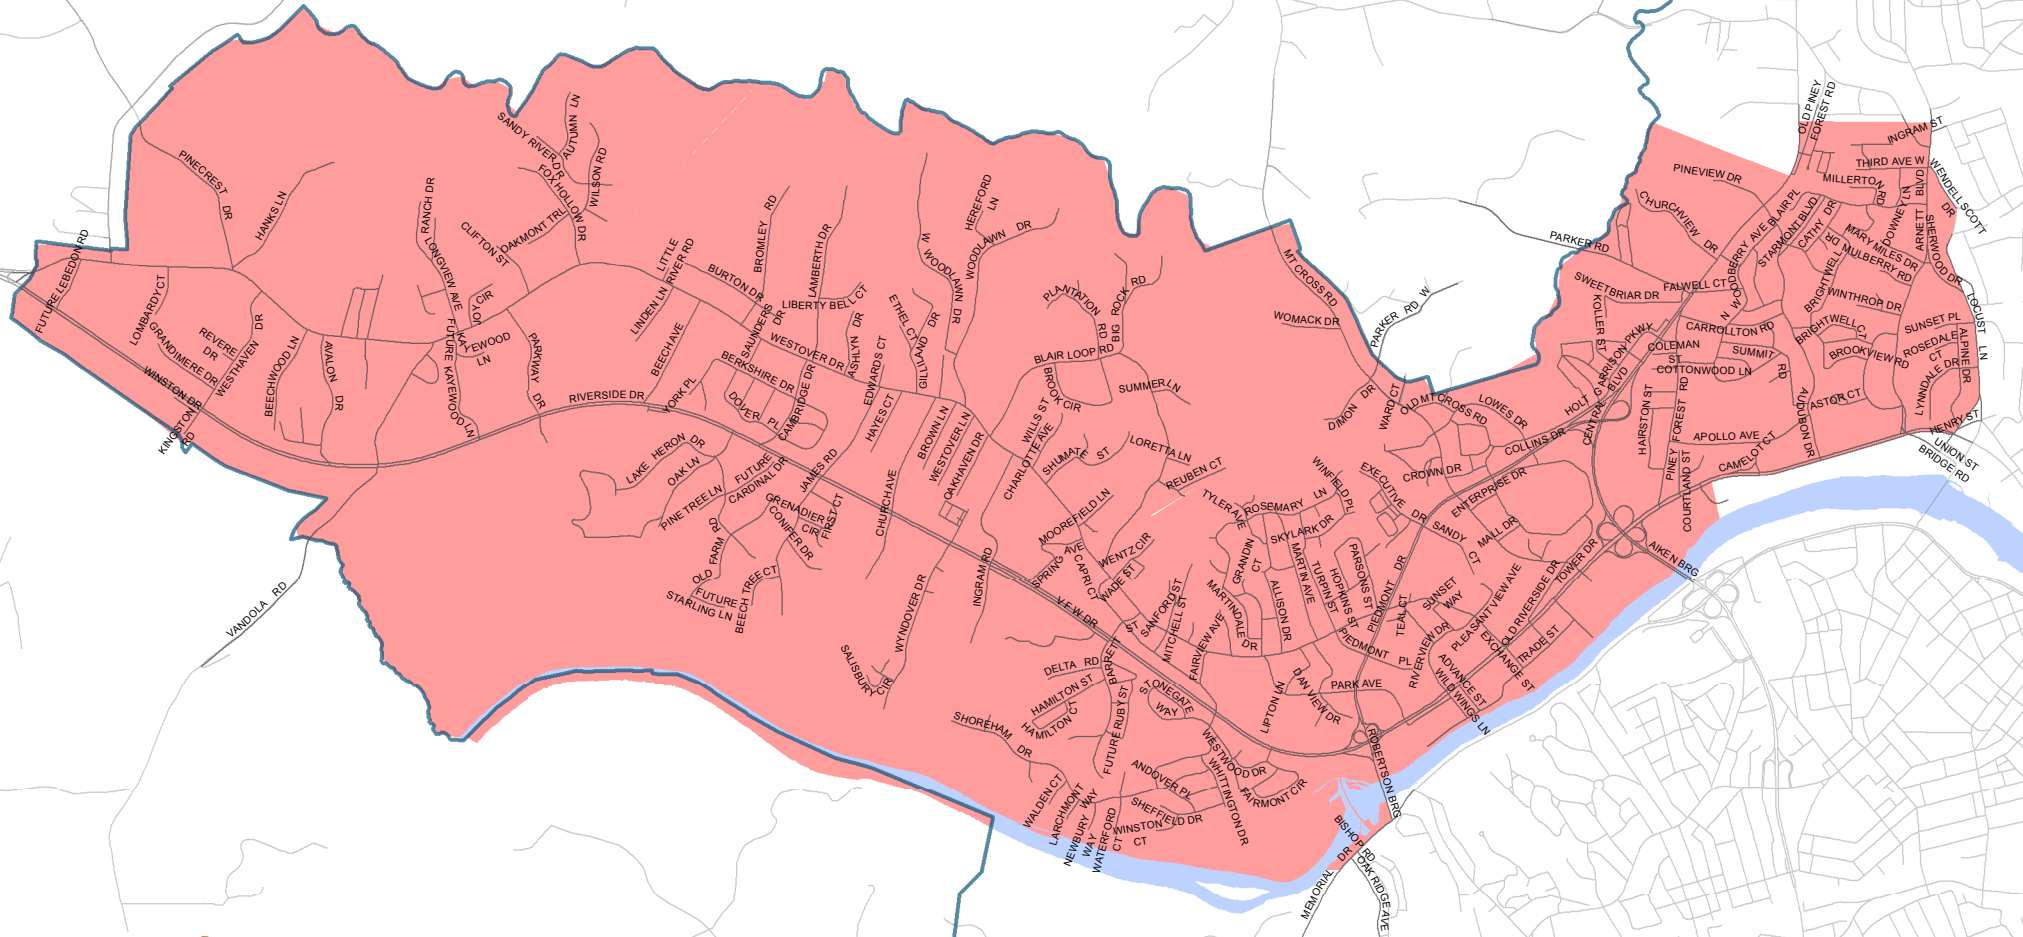 OLD PINEY
FOREST RD
INGRAM ST
THIRD AVE W
WENDELL SCOTT
DR
PINEVIEW DR
MILLERTON
RD
BLVD
ARNETT
DOWNEY LN
SHERWOOD DR
BLAIR PL
STARMONT BLVD
CATHY DR
MARY MILES DR
MULBERRY RD
DR
BRIGHTWELL
CHURCHVIEW DR
N WOODBERRY AVE
PARKER RD
SWEETBRIAR DR
FALWELL CT
WINTHROP DR
LOCUST LN
KOLLER ST
GARRISON PKWY
CARROLLTON RD
COLEMAN
ST
SUMMIT
RD
BRIGHTWELL C
BROOKVIEW RD
SUNSET PL
ROSEDALE
CT
ALPINE DR
LYNNDALE DR
COTTONWOOD LN
HOLT
CENTRAL BLVD
HAIRSTON ST
PINEY FOREST RD
AUDUBON DR
ASTOR CT
APOLLO AVE
CAMELOT CT
COURTLAND ST
HENRY ST
UNION ST
BRIDGE RD
AIKEN BRG
SANDY RIVER DR
AUTUMN LN
FOX HOLLOW DR
WILSON RD
OAKMONT TRL
CLIFTON ST
PINECREST DR
HANKS LN
RANCH DR
LONGVIEW AVE
JOY CIR
FUTURE KAYEWOOD LN
KAYEWOOD
LN
PARKWAY DR
FUTURE LEBEDON RD
LOMBARDY CT
GRANDIMERE DR
REVERE
DR
WESTHAVEN DR
BEECHWOOD LN
AVALON DR
WINSTON DR
KINGSTON
RD
RIVERSIDE DR
VANDOLA RD
LITTLE
RIVER RD
LINDEN LN
BURTON DR
BROMLEY RD
LAMBERTH DR
LIBERTY BELL CT
SAUNDERS
DR
BEECH AVE
YORK PL
WESTOVER DR
BERKSHIRE DR
DOVER PL
CAMBRIDGE DR
ASHLYN DR
EDWARDS CT
ETHEL CT
GILLILAND DR
HAYES CT
W WOODLAWN DR
WOODLAWN DR
HEREFORD
LN
BROWN LN
WESTOVER LN
OAKHAVEN DR
CHURCH AVE
LAKE HERON DR
OAK LN
PINE TREE LN
FUTURE
CARDINAL DR
JAMES RD
GRENADIER
CIR
FIRST CT
CONIFER DR
OLD FARM RD
FUTURE
STARLING LN
BEECH TREE CT
SALISBURY CIR
WYNDOVER DR
INGRAM RD
PLANTATION RD
BIG ROCK RD
BLAIR LOOP RD
BROOK CIR
SUMMER LN
WILLS ST
CHARLOTTE AVE
SHUMATE ST
LORETTA LN
REUBEN CT
MOOREFIELD LN
SPRING AVE
CAPRI CT
WENTZ CIR
WADE ST
V F W DR
BARRETT ST
SANFORD ST
MITCHELL ST
FAIRVIEW AVE
MARTINDALE DR
TYLER AVE
ROSEMARY LN
SKYLARK DR
WINFIELD PL
GRANDIN
CT
ALLISON DR
MARTIN AVE
TURPIN ST
HOPKINS ST
PARSONS ST
PIEDMONT DR
PIEDMONT PL
EXECUTIVE DR
SANDY
CT
MALL DR
ENTERPRISE DR
COLLINS DR
CROWN DR
LOWES DR
OLD MT CROSS RD
WARD CT
DIMON DR
MT CROSS RD
WOMACK DR
PARKER RD W
TEAL CT
SUNSET
WAY
RIVERVIEW DR
PLEASANT VIEW AVE
OLD RIVERSIDE DR
TOWER DR
TRADE ST
EXCHANGE ST
ADVANCE ST
WILD WINGS LN
PARK AVE
DAN VIEW DR
LIPTON LN
DELTA RD
HAMILTON ST
HAMILTON CT
FUTURE RUBY ST
STONEGATE
WAY
SHOREHAM DR
WALDEN CT
LARCHMONT
WAY
NEWBURY
WAY
WATERFORD
CT
WINSTON
CT
SHEFFIELD DR
ANDOVER PL
WESTWOOD DR
WHITTINGTON DR
FAIRMONT CIR
ROBERTSON BRG
BISHOP RD
MEMORIAL DR
OAK RIDGE AVE